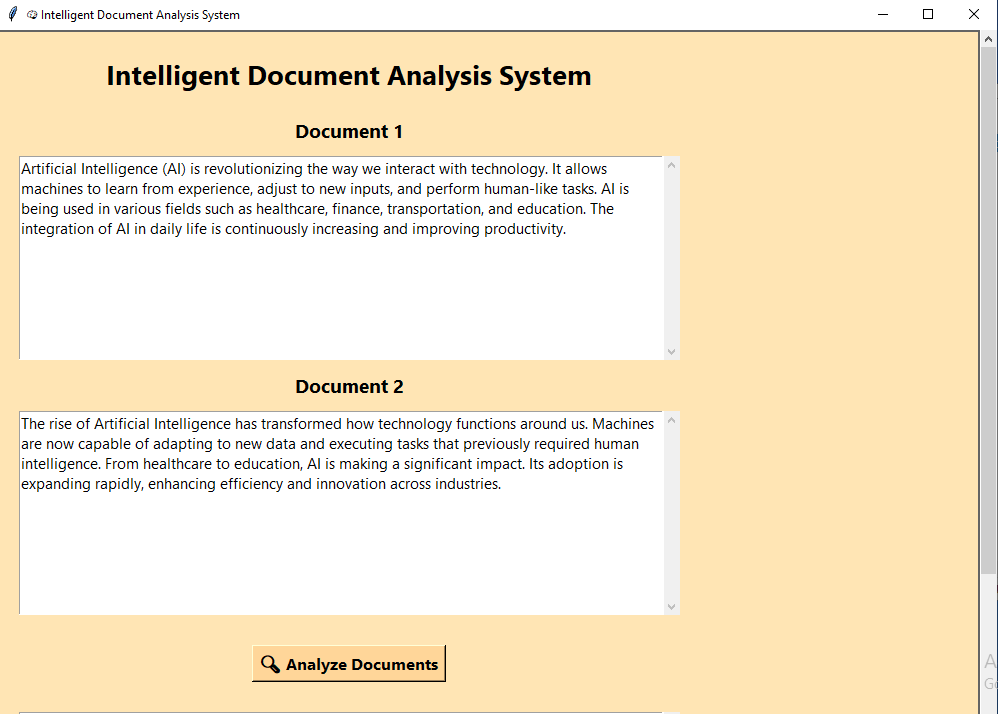 Intelligent Document Analysis System
Intelligent Document Analysis System
Document 1
Artificial Intelligence (AI) is revolutionizing the way we interact with technology. It allows
machines to learn from experience, adjust to new inputs, and perform human-like tasks. AI is
being used in various fields such as healthcare, finance, transportation, and education. The
integration of AI in daily life is continuously increasing and improving productivity.
Document 2
The rise of Artificial Intelligence has transformed how technology functions around us. Machines
are now capable of adapting to new data and executing tasks that previously required human
intelligence. From healthcare to education, AI is making a significant impact. Its adoption is
expanding rapidly, enhancing efficiency and innovation across industries.
Analyze Documents